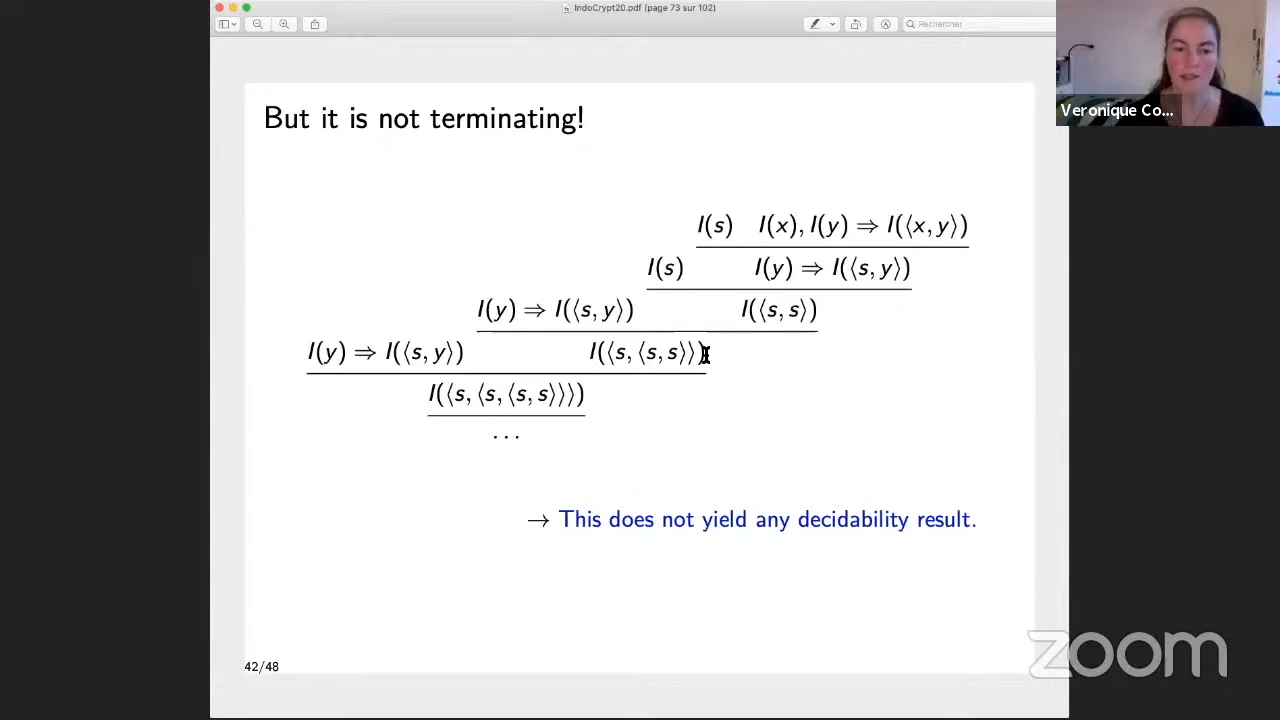 IndoCrypt20.pdf (page 73 sur 102)
Rechercher
Veronique Co...
But it is not terminating!
I(s) I(x), I(y) ⇒ I(⟨x, y⟩)
I(s) I(y) ⇒ I(⟨s, y⟩)
I(y) ⇒ I(⟨s, y⟩) I(⟨s, s⟩)
I(y) ⇒ I(⟨s, y⟩) I(⟨s, ⟨s, s⟩⟩)
I(⟨s, ⟨s, ⟨s, s⟩⟩⟩)
...
→ This does not yield any decidability result.
42/48
zoom